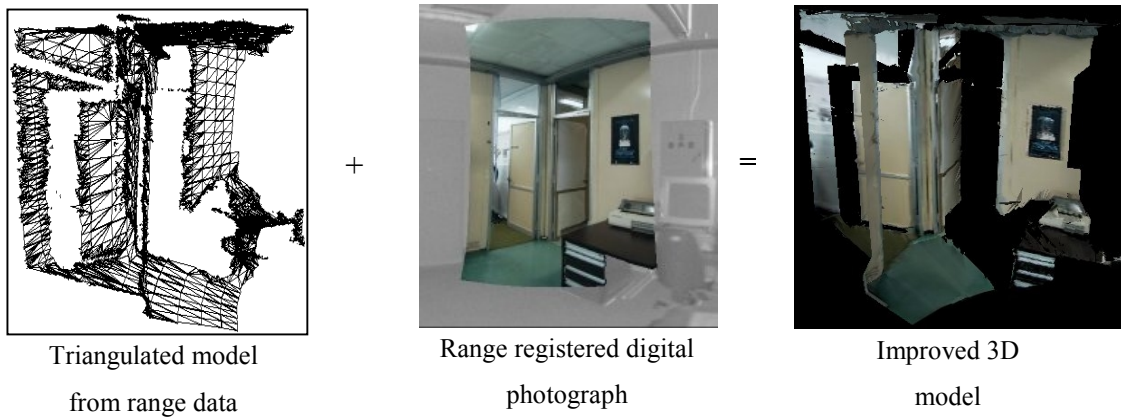 +
=
Triangulated model
from range data
Range registered digital
photograph
Improved 3D
model